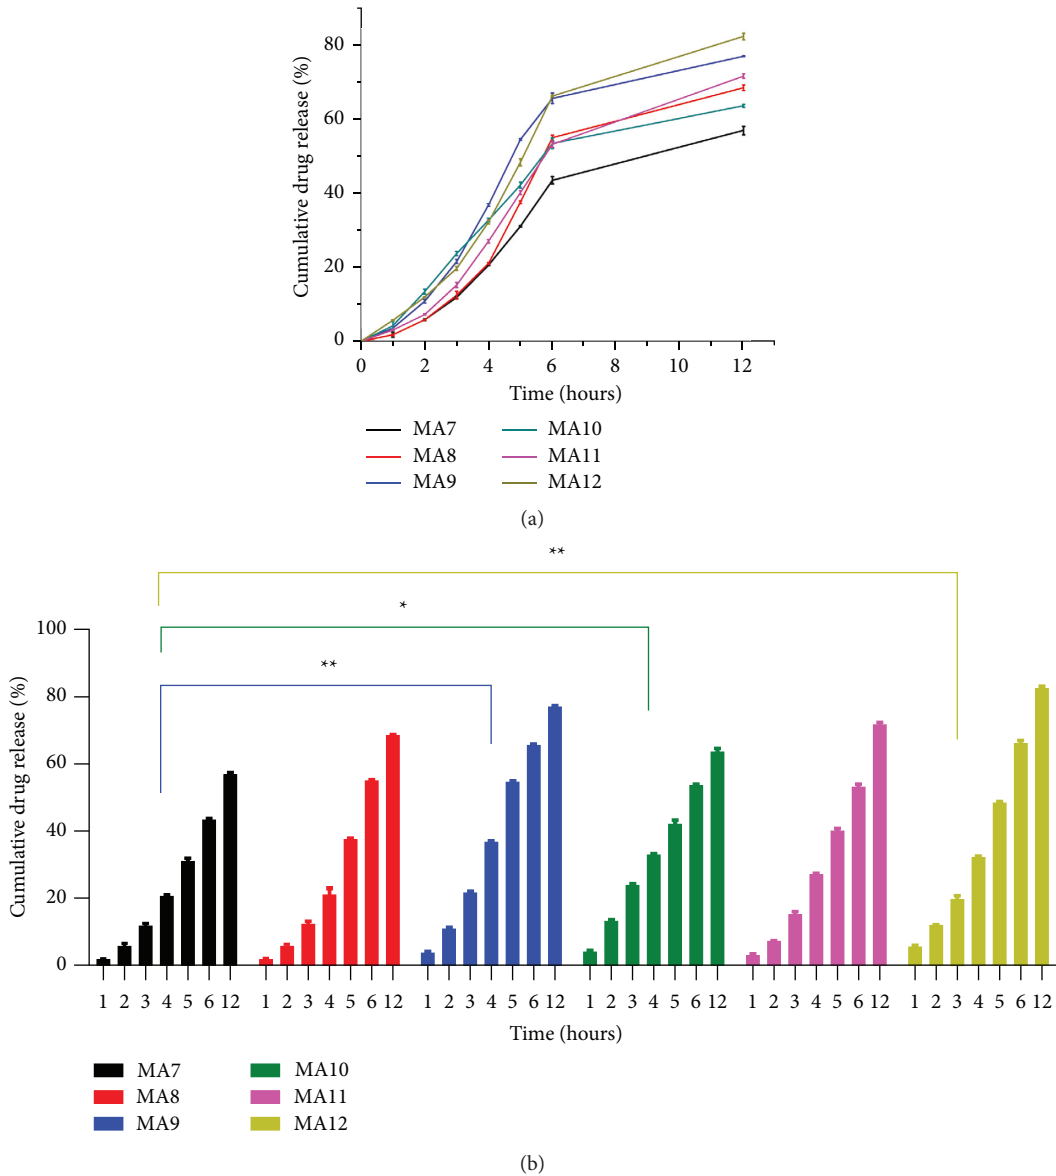 Cumulative drug release (%)
80
60
40
20
0
0 2 4 6 8 10 12
Time (hours)
MA7 MA10
MA8 MA11
MA9 MA12
(a)
**
*
**
Cumulative drug release (%)
100
80
60
40
20
0
1 2 3 4 5 6 12 1 2 3 4 5 6 12 1 2 3 4 5 6 12 1 2 3 4 5 6 12 1 2 3 4 5 6 12 1 2 3 4 5 6 12
Time (hours)
MA7 MA10
MA8 MA11
MA9 MA12
(b)